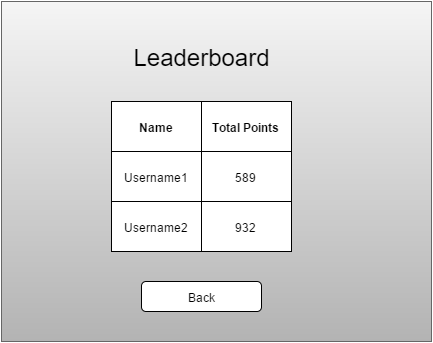 Leaderboard
Name Total Points
Username1 589
Username2 932
Back